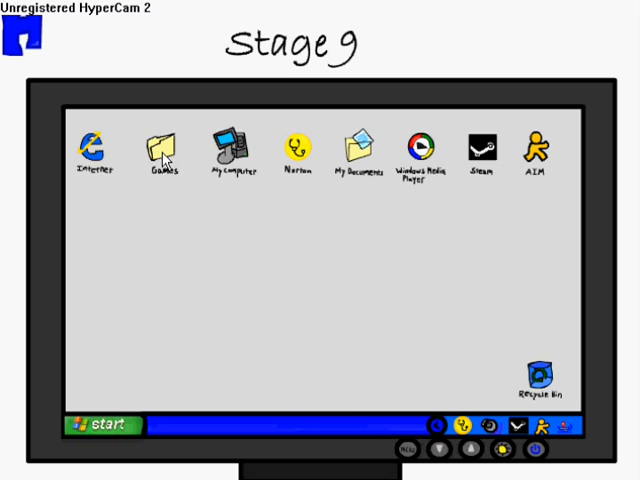 Unregistered HyperCam 2
Stage 9
Internet
Games
My Computer
Norton
My Documents
Windows Media
Player
Steam
AIM
Recycle Bin
start
MENU